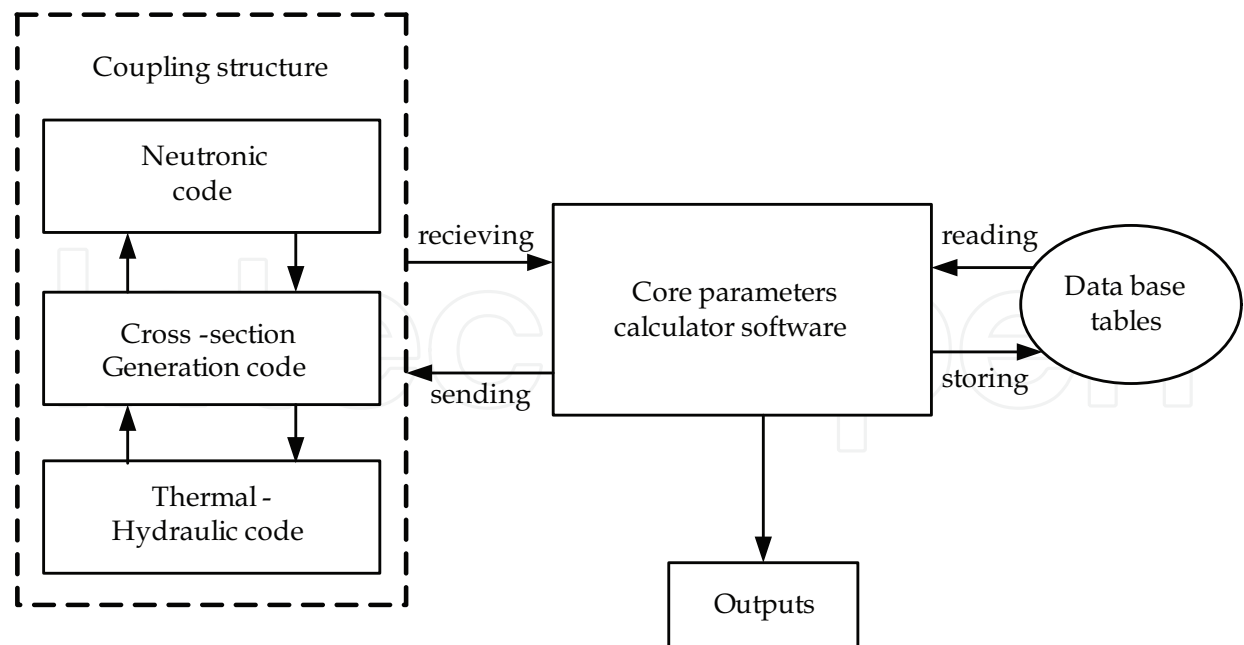 Coupling structure
Neutronic
code
Cross -section
Generation code
Thermal -
Hydraulic code
recieving
sending
Core parameters
calculator software
reading
storing
Data base
tables
Outputs